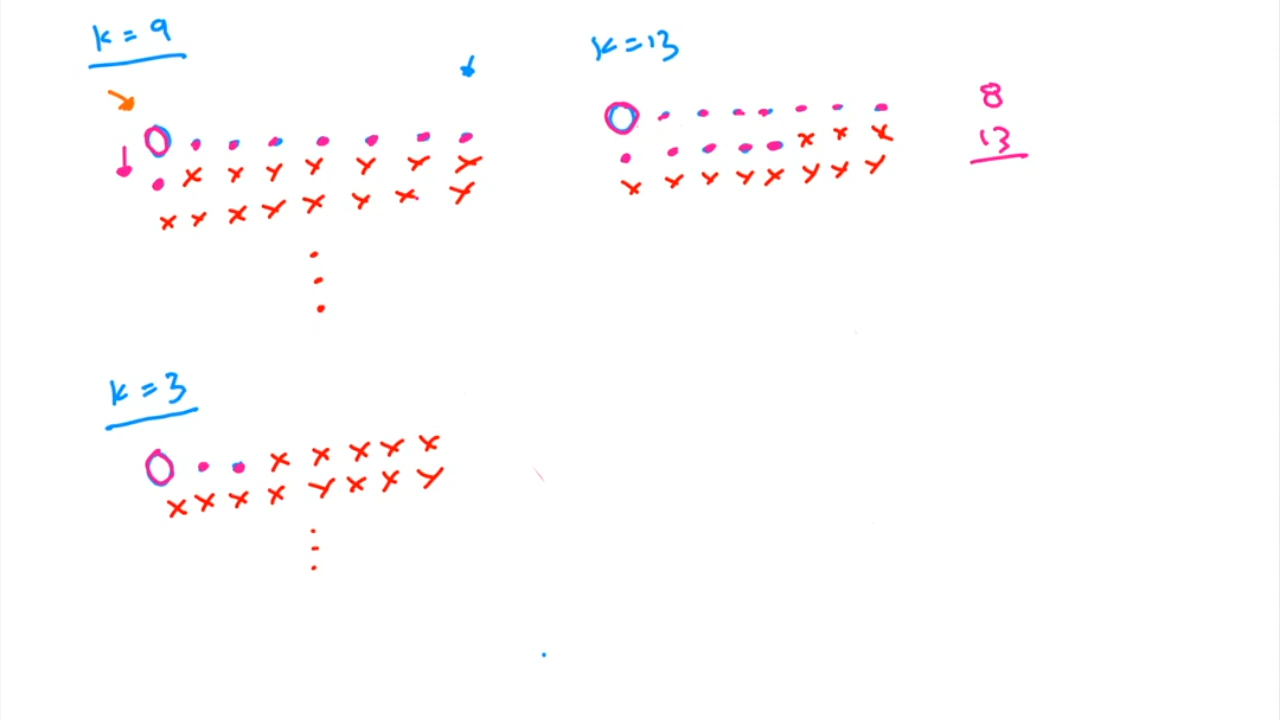 k = 9
O . . . . . . .
. x x x x x x x
x x x x x x x x
.
.
.
k = 13
O . . . . . . .
. . . . . x x x
x x x x x x x x
8
13
k = 3
O . . x x x x x
x x x x x x x x
.
.
.